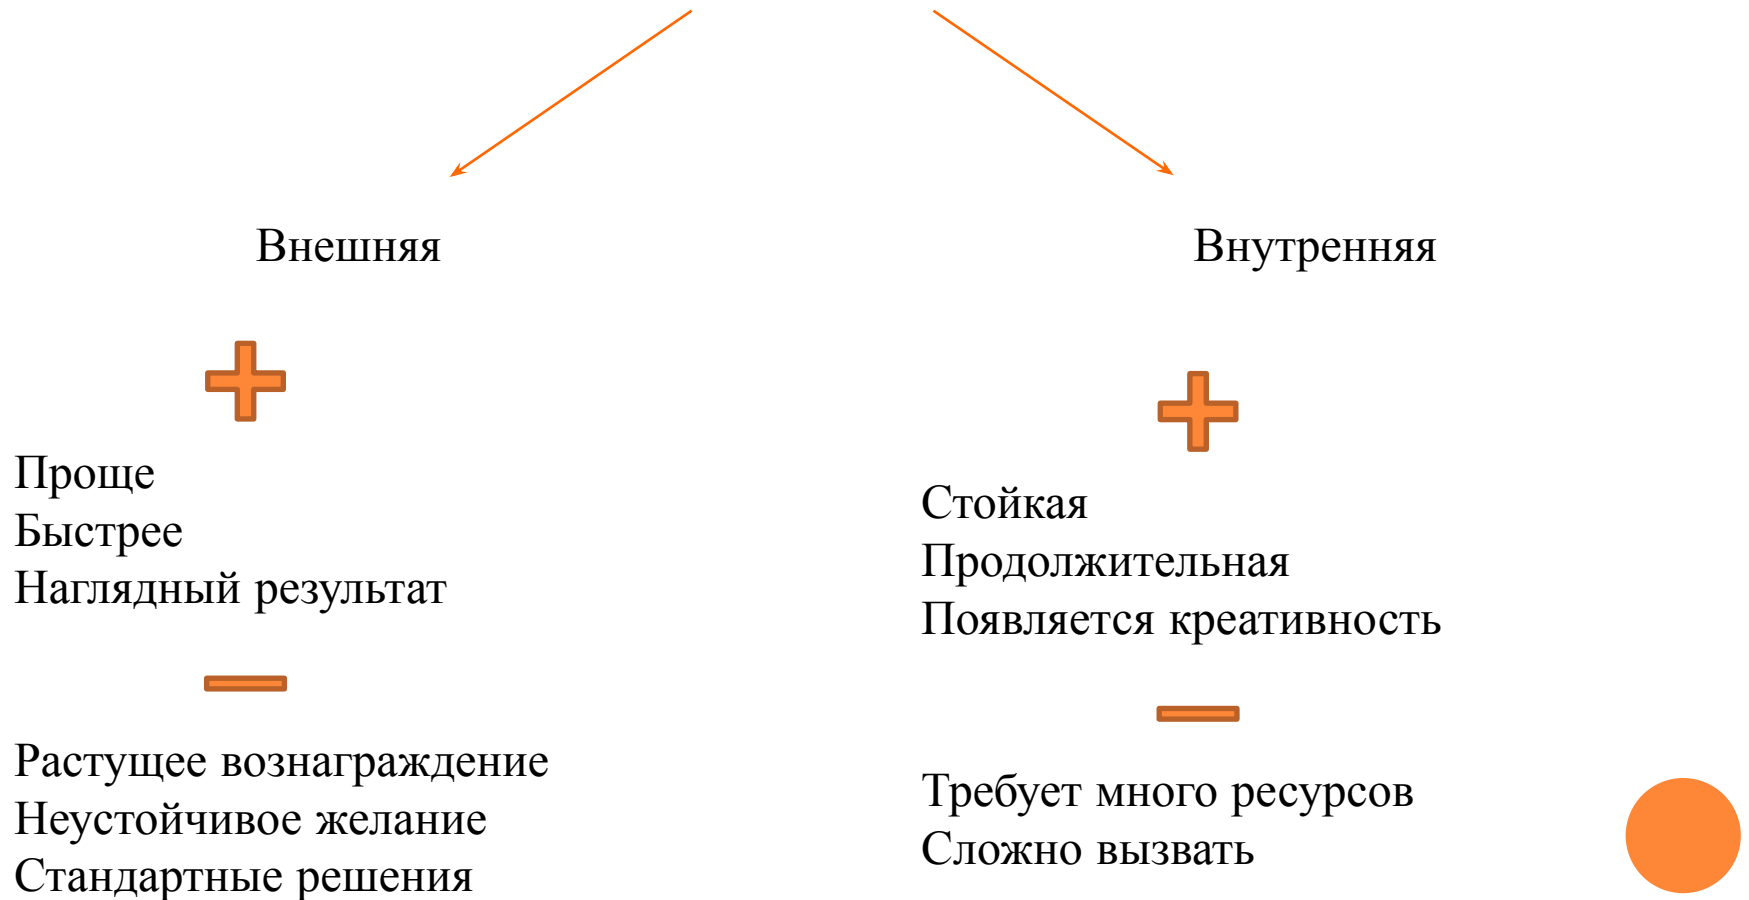 Внешняя
Проще
Быстрее
Наглядный результат
Растущее вознаграждение
Неустойчивое желание
Стандартные решения
Внутренняя
Стойкая
Продолжительная
Появляется креативность
Требует много ресурсов
Сложно вызвать